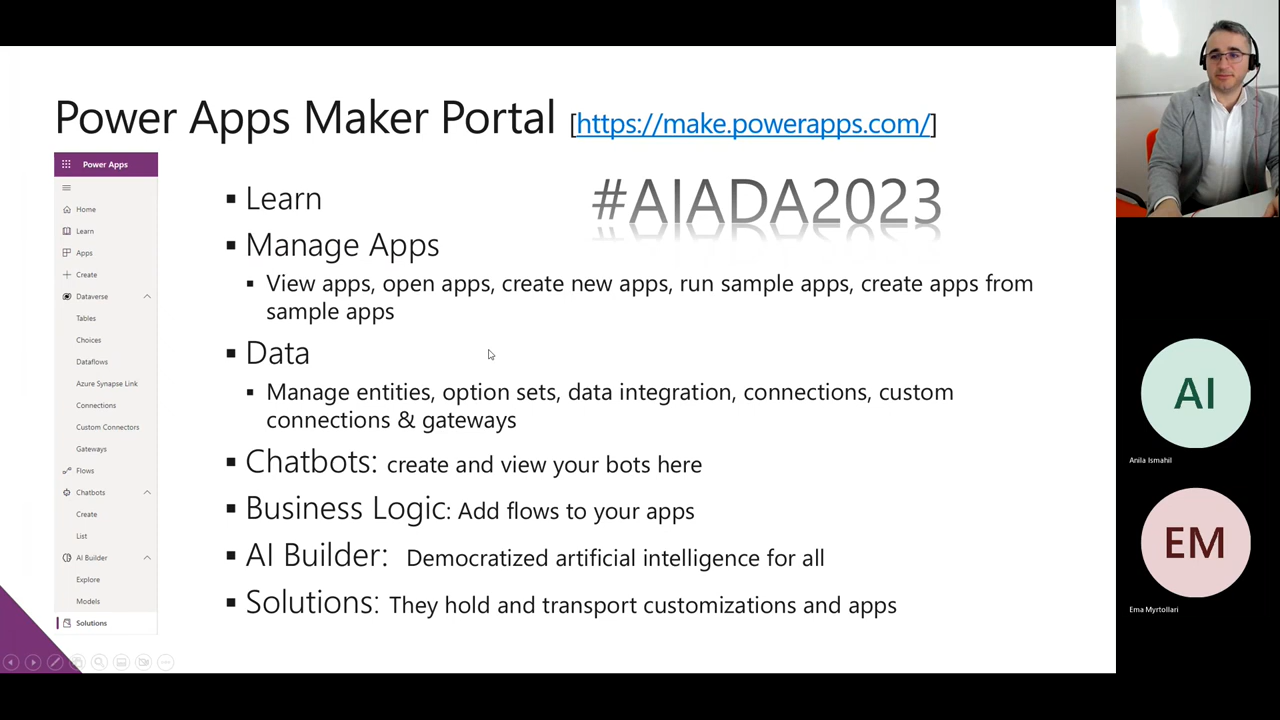 Power Apps Maker Portal [https://make.powerapps.com/]
#AIADA2023
Power Apps
Home
Learn
Apps
Create
Dataverse
Tables
Choices
Dataflows
Azure Synapse Link
Connections
Custom Connectors
Gateways
Flows
Chatbots
Create
List
AI Builder
Explore
Models
Solutions
▪ Learn
▪ Manage Apps
▪ View apps, open apps, create new apps, run sample apps, create apps from
sample apps
▪ Data
▪ Manage entities, option sets, data integration, connections, custom
connections & gateways
▪ Chatbots: create and view your bots here
▪ Business Logic: Add flows to your apps
▪ AI Builder: Democratized artificial intelligence for all
▪ Solutions: They hold and transport customizations and apps
AI
Anila Ismahil
EM
Ema Myrtollari